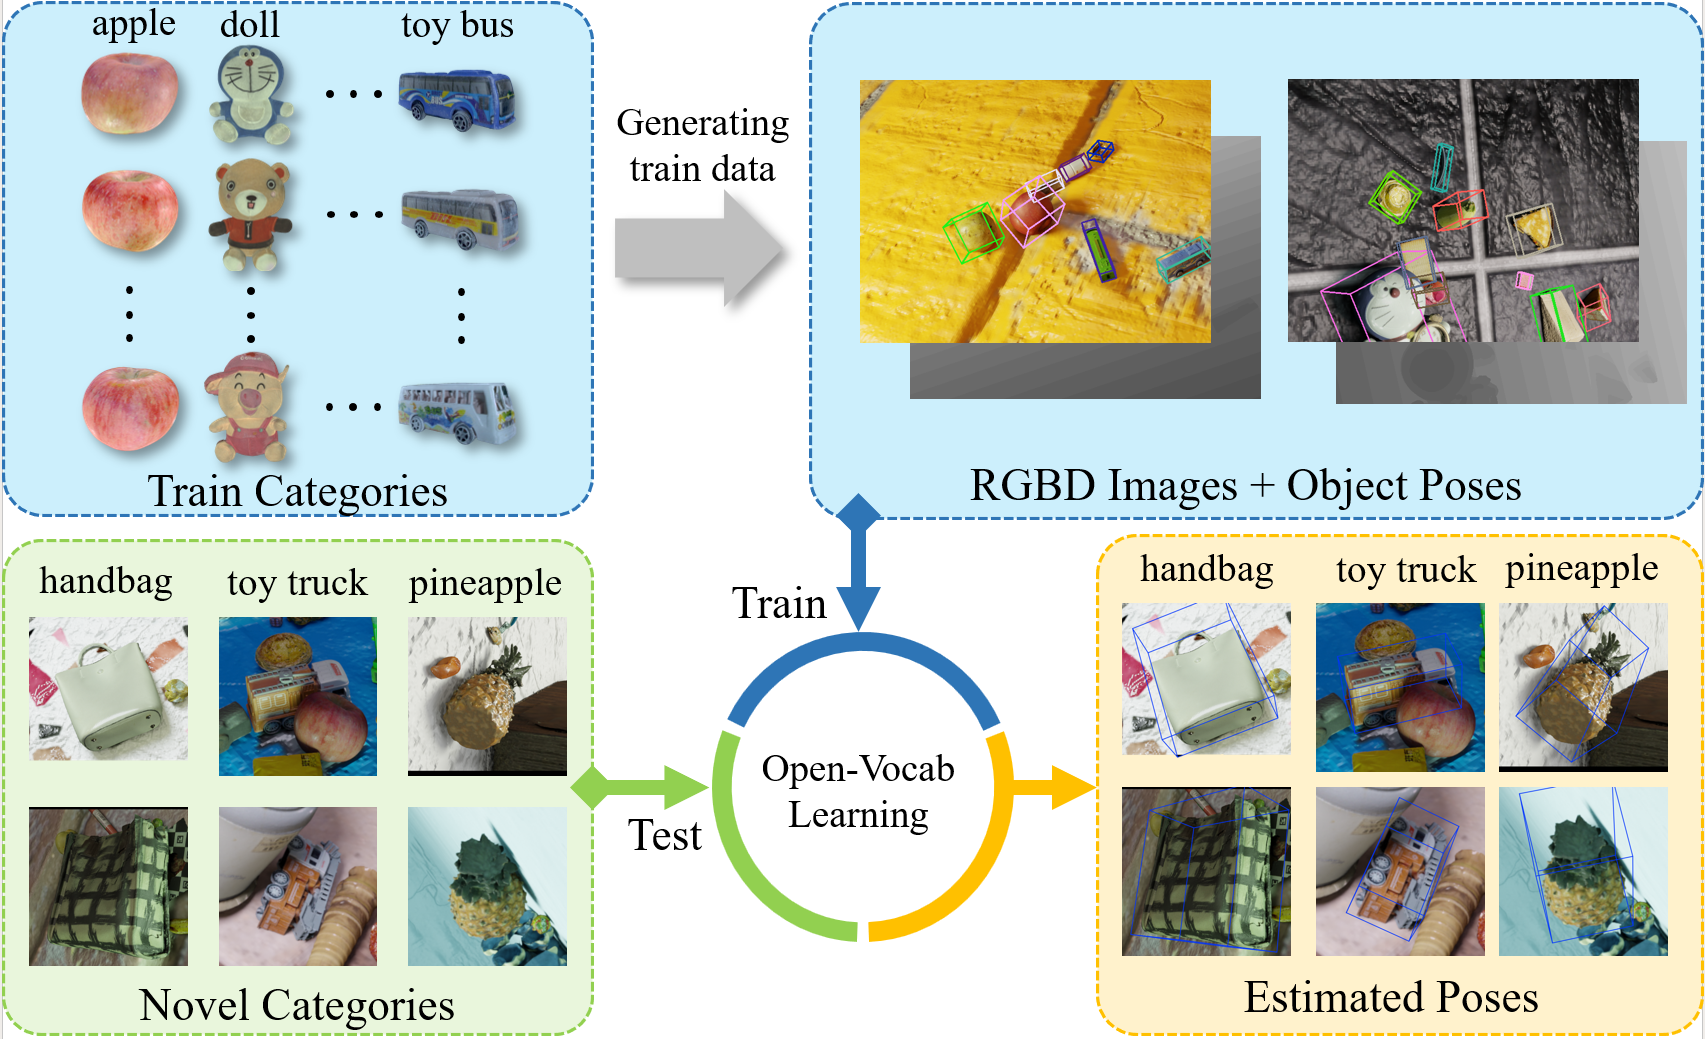 apple
doll
toy bus
Train Categories
Generating
train data
RGBD Images + Object Poses
Train
handbag
toy truck
pineapple
Novel Categories
Test
Open-Vocab
Learning
handbag
toy truck
pineapple
Estimated Poses